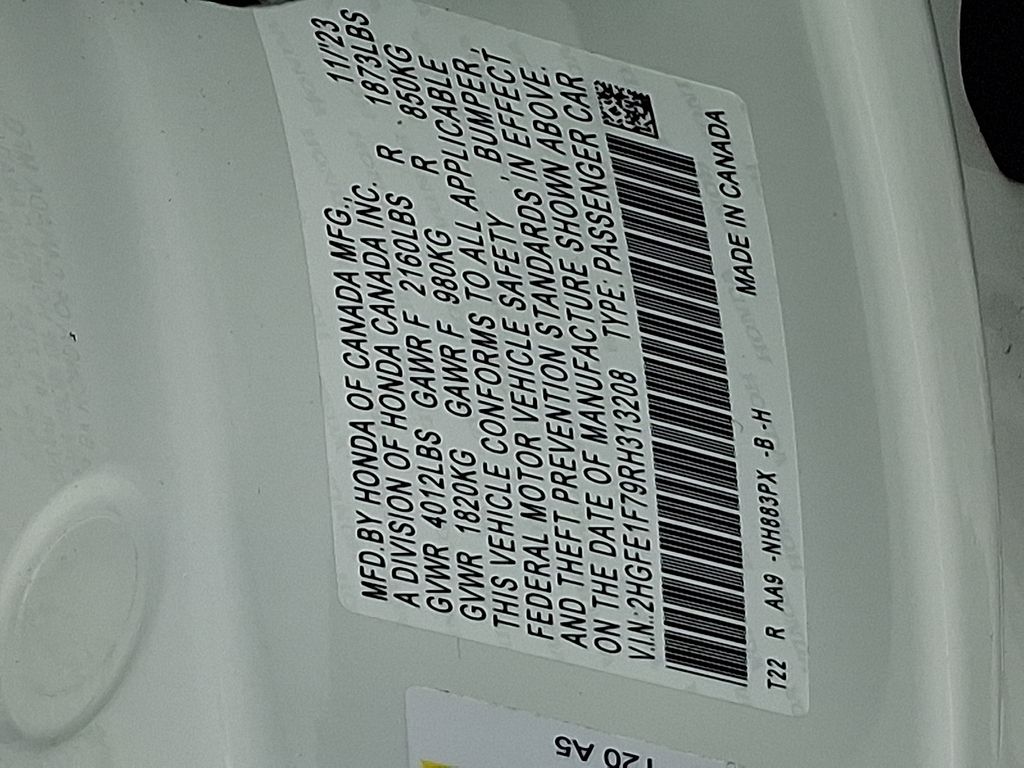 MFD.BY HONDA OF CANADA MFG., 11/'23
A DIVISION OF HONDA CANADA INC.
GVWR 4012LBS GAWR F 2160LBS R 1873LBS
GVWR 1820KG GAWR F 980KG R 850KG
THIS VEHICLE CONFORMS TO ALL APPLICABLE
FEDERAL MOTOR VEHICLE SAFETY , BUMPER ,
AND THEFT PREVENTION STANDARDS IN EFFECT
ON THE DATE OF MANUFACTURE SHOWN ABOVE.
V.I.N.:2HGFE1F79RH313208 TYPE: PASSENGER CAR
T22 R AA9 -NH883PX -B -H MADE IN CANADA
20 A5